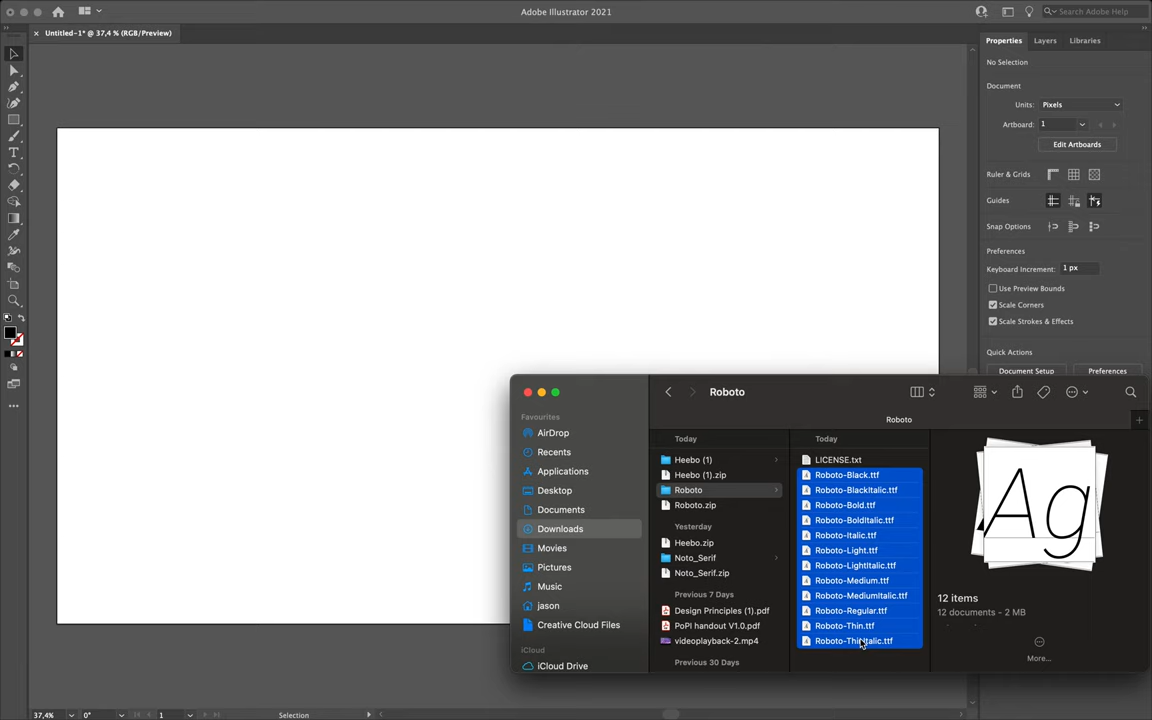 Adobe Illustrator 2021
Search Adobe Help
Untitled-1* @ 37,4 % (RGB/Preview)
Properties
Layers
Libraries
No Selection
Document
Units:
Pixels
Artboard:
1
Edit Artboards
Ruler & Grids
Guides
Snap Options
Preferences
Keyboard Increment:
1 px
Use Preview Bounds
Scale Corners
Scale Strokes & Effects
Quick Actions
Document Setup
Preferences
Roboto
Roboto
Favourites
AirDrop
Recents
Applications
Desktop
Documents
Downloads
Movies
Pictures
Music
jason
Creative Cloud Files
iCloud
iCloud Drive
Today
Heebo (1)
Heebo (1).zip
Roboto
Roboto.zip
Yesterday
Heebo.zip
Noto_Serif
Noto_Serif.zip
Previous 7 Days
Design Principles (1).pdf
PoPI handout V1.0.pdf
videoplayback-2.mp4
Previous 30 Days
Today
LICENSE.txt
Roboto-Black.ttf
Roboto-BlackItalic.ttf
Roboto-Bold.ttf
Roboto-BoldItalic.ttf
Roboto-Italic.ttf
Roboto-Light.ttf
Roboto-LightItalic.ttf
Roboto-Medium.ttf
Roboto-MediumItalic.ttf
Roboto-Regular.ttf
Roboto-Thin.ttf
Roboto-ThinItalic.ttf
Ag
12 items
12 documents - 2 MB
More...
37,4%
0°
1
Selection